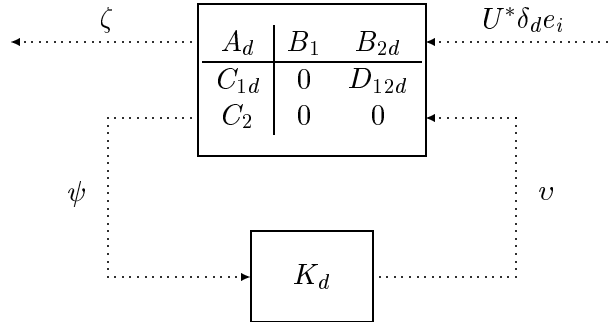 ζ U*δ_d e_i
A_d B_1 B_{2d}
C_{1d} 0 D_{12d}
C_2 0 0
ψ υ
K_d